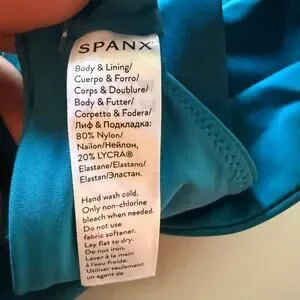 SPANX
Body & Lining/
Cuerpo & Forro/
Corps & Doublure/
Body & Futter/
Corpetto & Fodera/
Лиф & Подкладка:
80% Nylon/
Nailon/Нейлон,
20% LYCRA®
Elastane/Elastano/
Elastan/Эластан.
Hand wash cold.
Only non-chlorine
bleach when needed.
Do not use
fabric softener.
Lay flat to dry.
Do not iron.
Laver à la main
à l'eau froide.
Utiliser seulement
un agent de